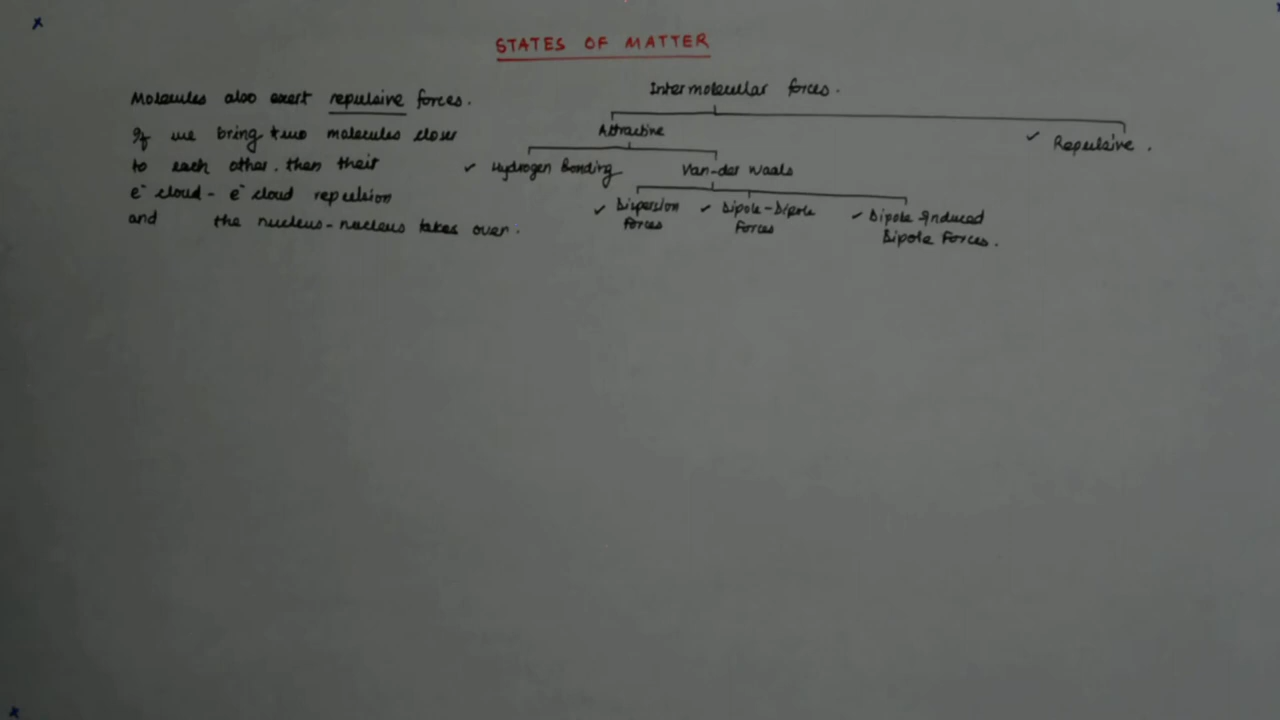 STATES OF MATTER
Molecules also exert repulsive forces.
If we bring two molecules closer
to each other. then their
e⁻ cloud - e⁻ cloud repulsion
and the nucleus-nucleus takes over.
Intermolecular forces.
Attractive
✓ Repulsive.
✓ Hydrogen Bonding
Van-der Waals
✓ Dispersion
Forces
✓ Dipole-Dipole
Forces
✓ Dipole Induced
Dipole Forces.